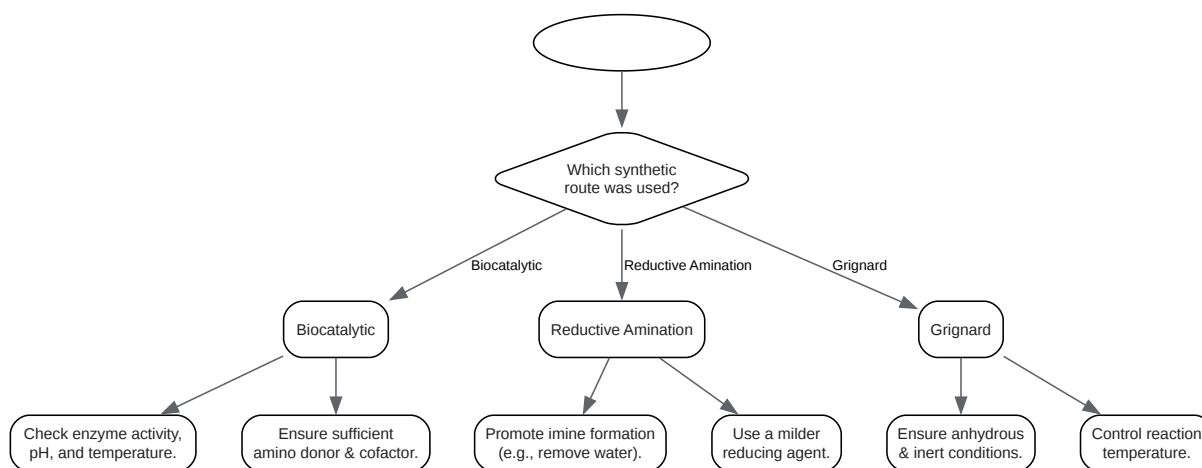 Which synthetic
route was used?
Biocatalytic
Reductive Amination
Grignard
Biocatalytic
Reductive Amination
Grignard
Check enzyme activity,
pH, and temperature.
Ensure sufficient
amino donor & cofactor.
Promote imine formation
(e.g., remove water).
Use a milder
reducing agent.
Ensure anhydrous
& inert conditions.
Control reaction
temperature.